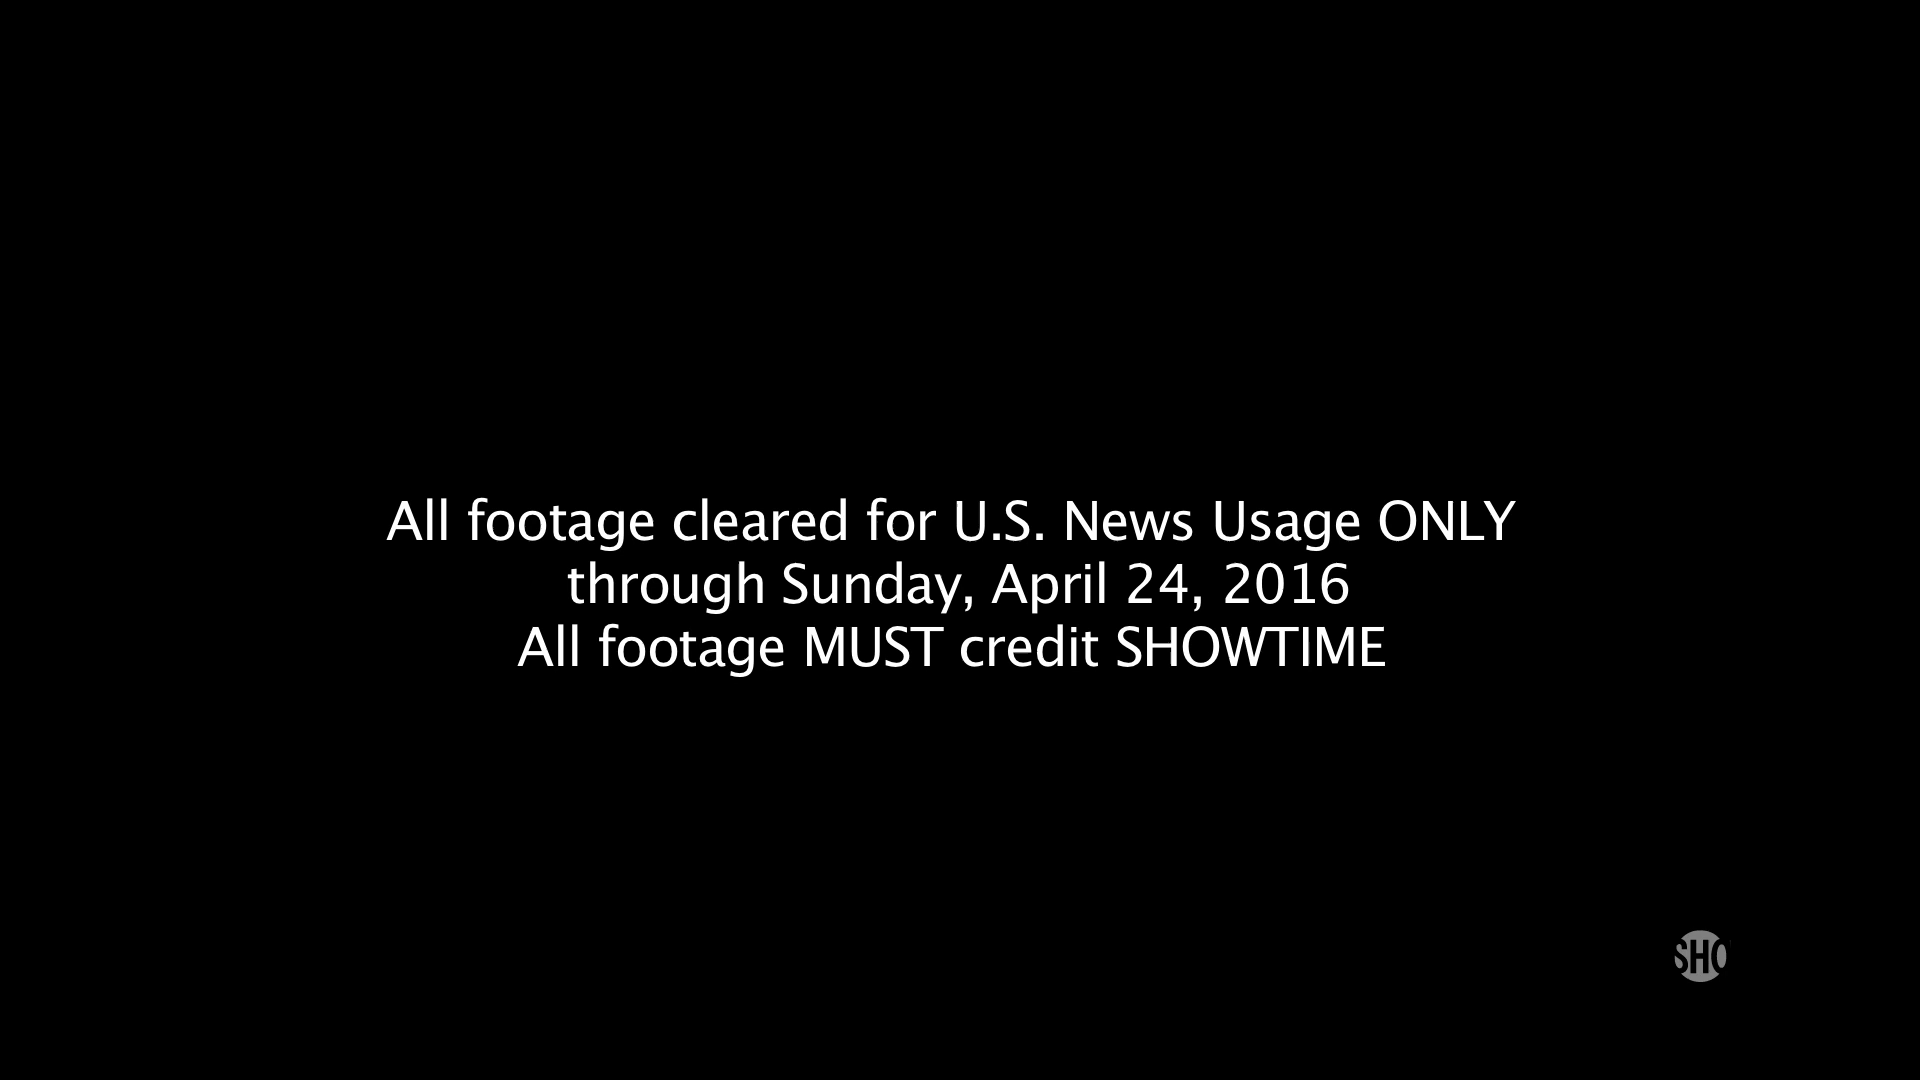 All footage cleared for U.S. News Usage ONLY
through Sunday, April 24, 2016
All footage MUST credit SHOWTIME
SHO